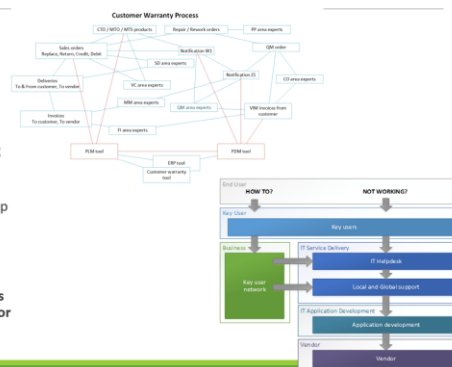 Customer Warranty Process
CTO / MTO / MTS products
Repair / Rework orders
PP area experts
Sales orders
Replace, Return, Credit, Debit
Notification
QM order
SD area experts
Notification
Deliveries
To & From customer, To vendor
VC area experts
CO area experts
MM area experts
QM area experts
MM Invoices from
customer
Invoices
To customer, To vendor
FI area experts
PLM tool
PDM tool
ERP tool
Customer warranty
tool
p
s
or
End User
HOW TO?
NOT WORKING?
Key User
Key users
Business
IT Service Delivery
IT Helpdesk
Key user
network
Local and Global support
IT Application Development
Application development
Vendor
Vendor